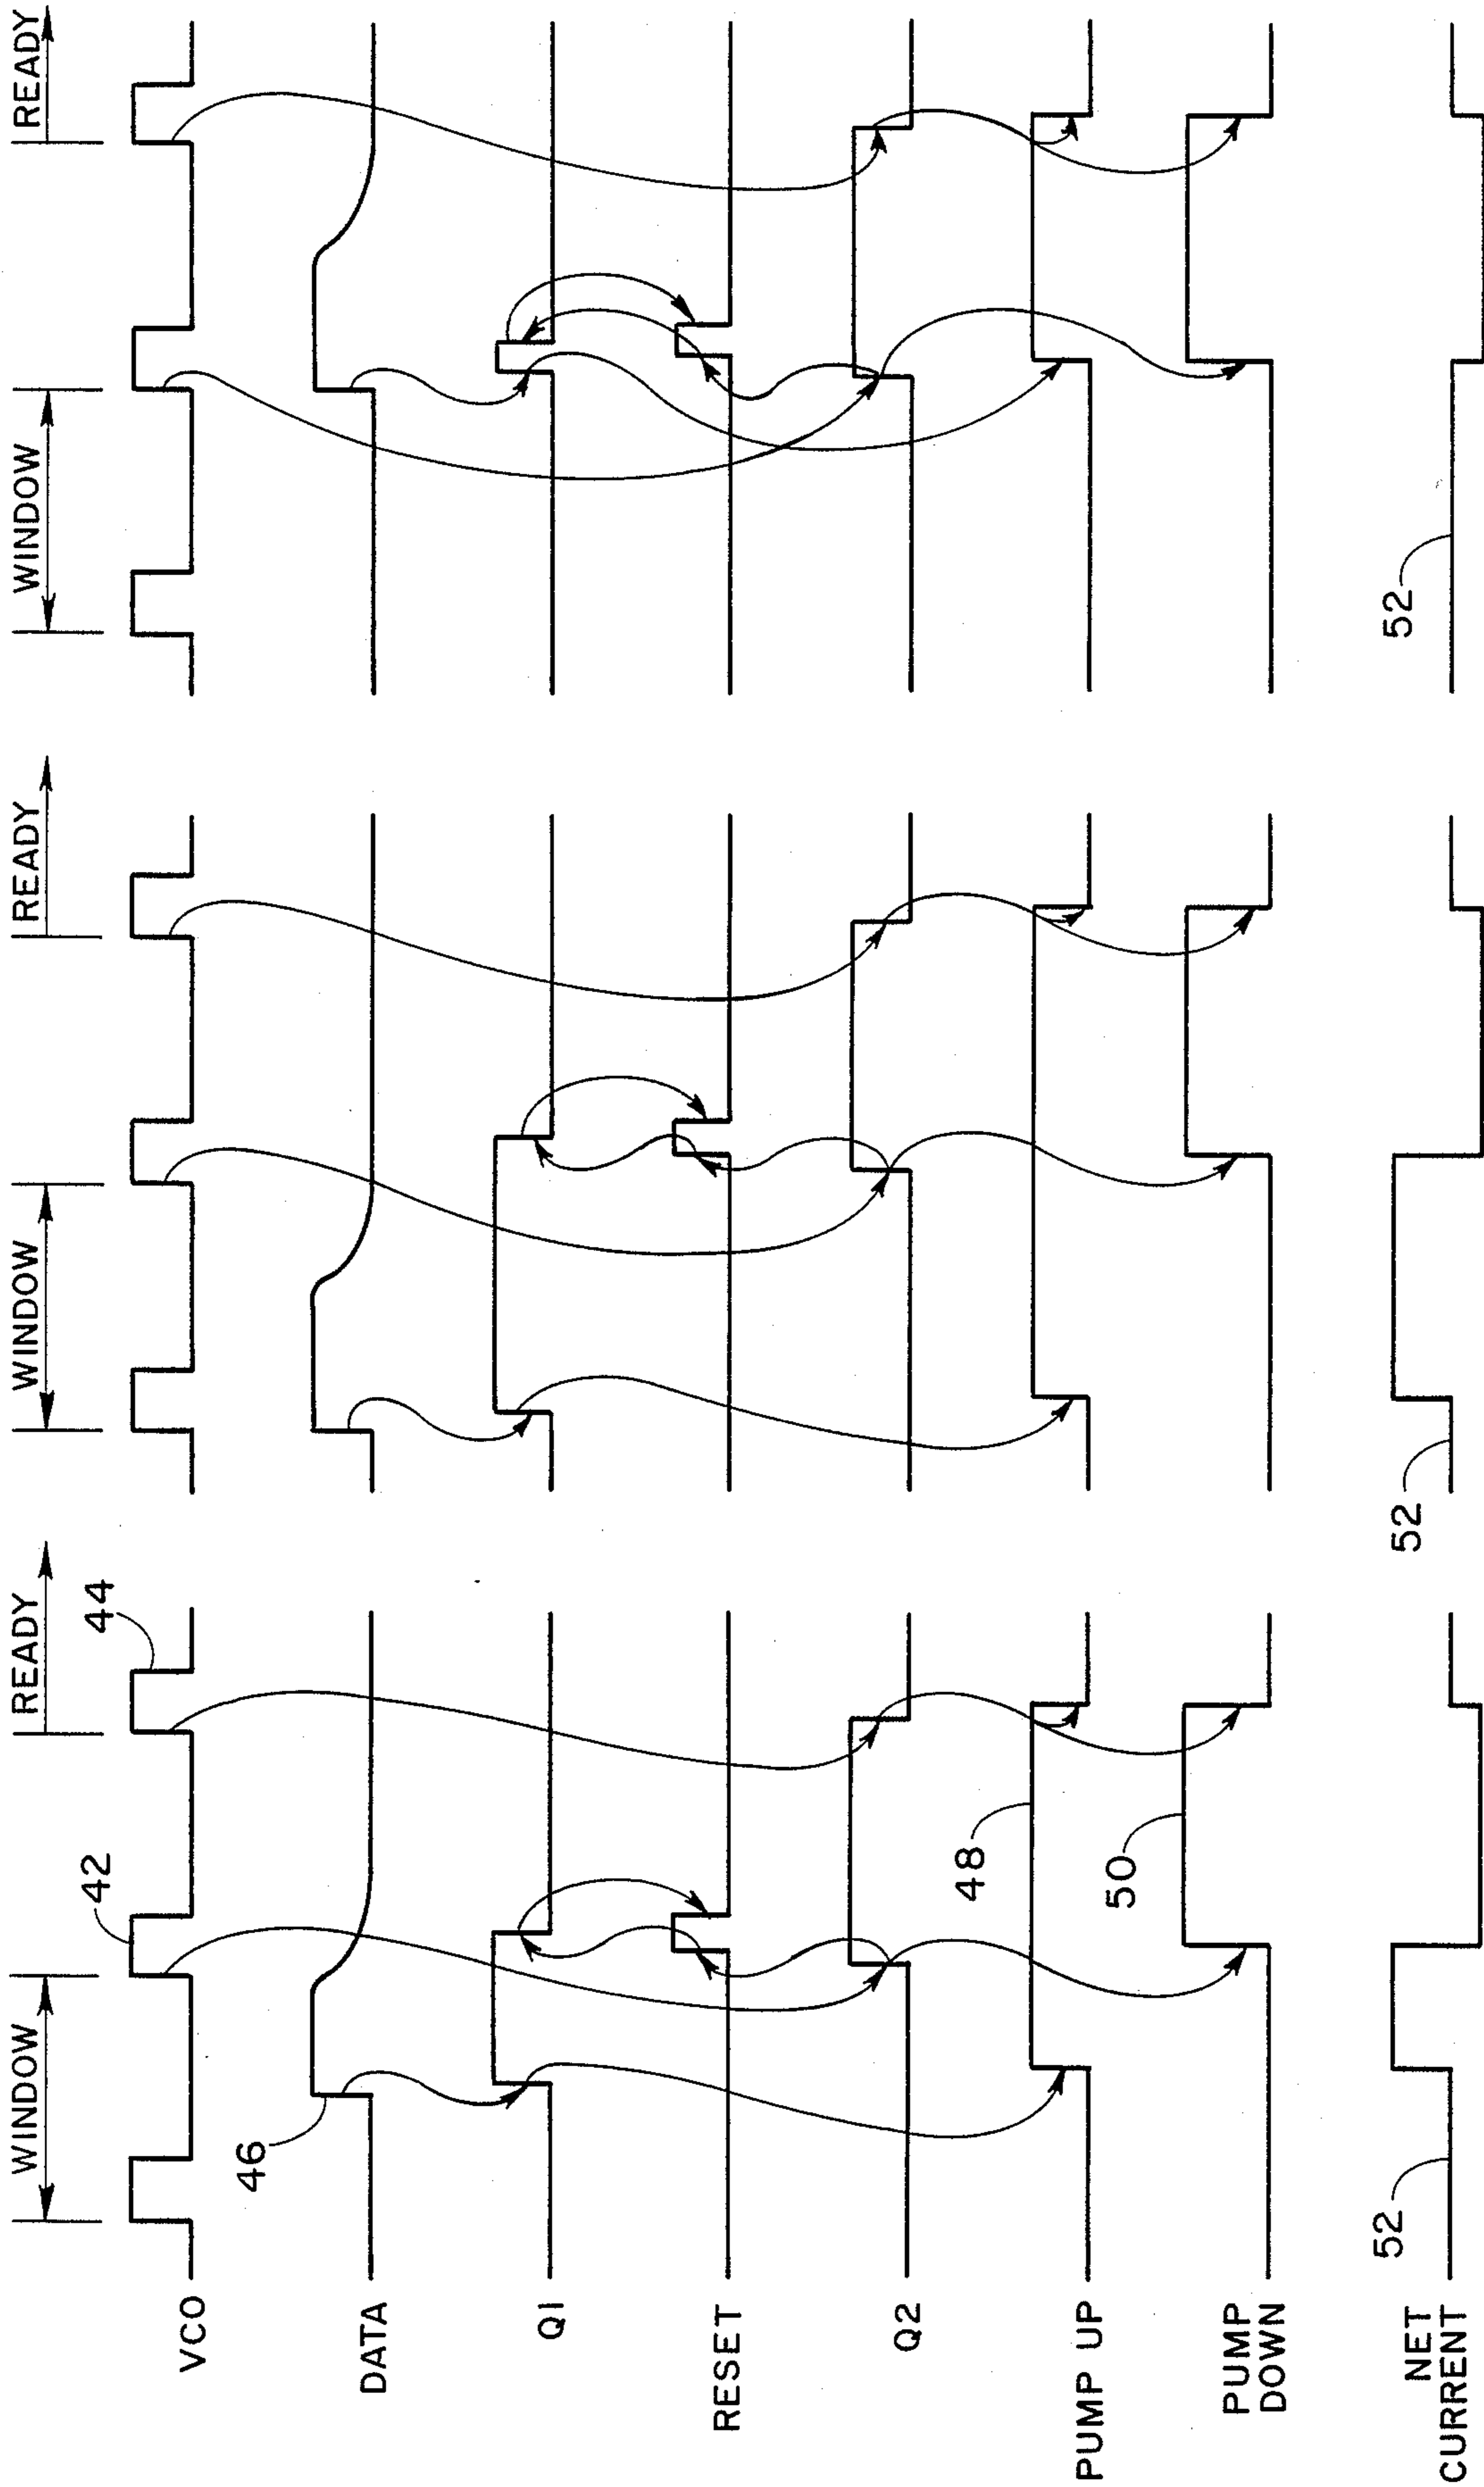 WINDOW
READY
WINDOW
READY
WINDOW
READY
42
44
VCO
46
DATA
Q1
RESET
Q2
48
PUMP UP
50
PUMP
DOWN
52
52
52
NET
CURRENT